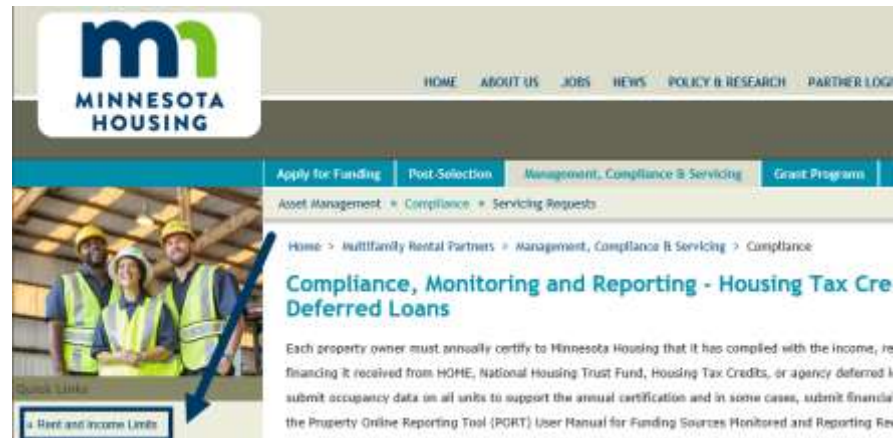 MINNESOTA
HOUSING
HOME ABOUT US JOBS NEWS POLICY & RESEARCH PARTNER LOGI
Apply for Funding Post-Selection Management, Compliance & Servicing Grant Programs
Asset Management Compliance Servicing Requests
Home > Multifamily Rental Partners > Management, Compliance & Servicing > Compliance
Compliance, Monitoring and Reporting - Housing Tax Cre
Deferred Loans
Each property owner must annually certify to Minnesota Housing that it has complied with the income, re
financing it received from HOME, National Housing Trust Fund, Housing Tax Credits, or agency deferred l
submit occupancy data on all units to support the annual certification and in some cases, submit financia
the Property Online Reporting Tool (PORT) User Manual for Funding Sources Monitored and Reporting Re
Quick Links
» Rent and Income Limits